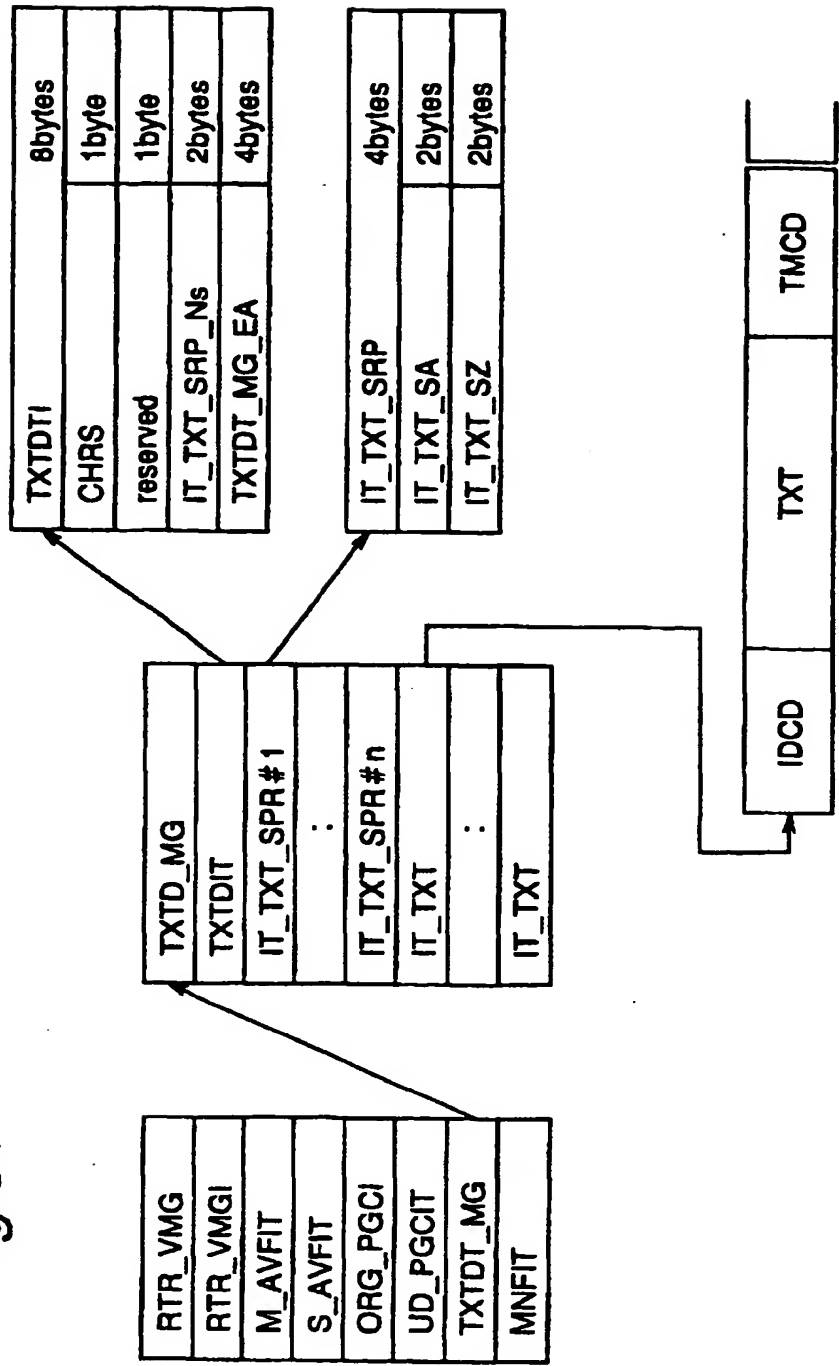 RTR_VMG
RTR_VMGI
M_AVFIT
S_AVFIT
ORG_PGCI
UD_PGCIT
TXTDT_MG
MNFIT
TXTD_MG
TXTDIT
IT_TXT_SPR#1
:
IT_TXT_SPR#n
IT_TXT
:
IT_TXT
TXTDTI 8bytes
CHRS 1byte
reserved 1byte
IT_TXT_SRP_Ns 2bytes
TXTDT_MG_EA 4bytes
IT_TXT_SRP 4bytes
IT_TXT_SA 2bytes
IT_TXT_SZ 2bytes
IDCD TXT TMCD